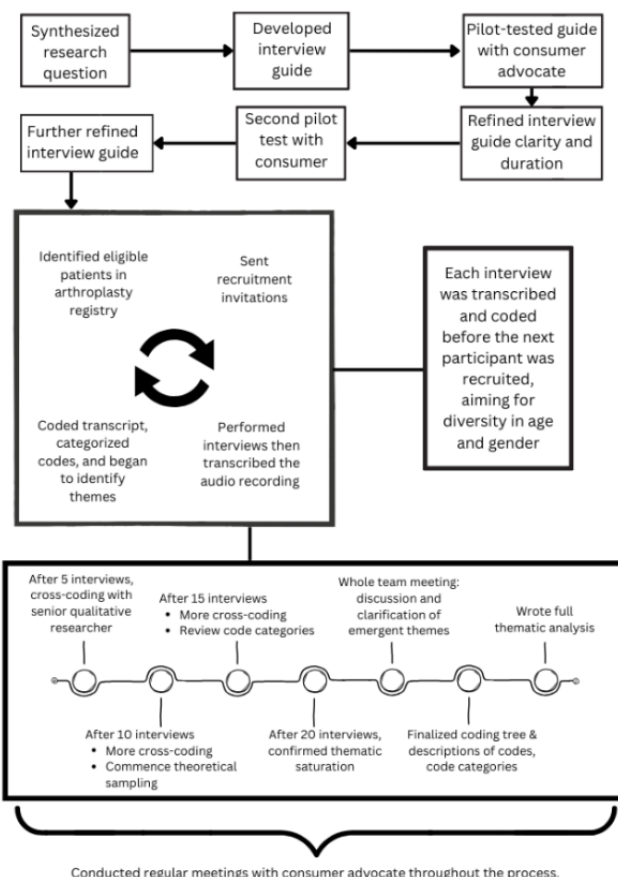 Synthesized
research
question
Developed
interview
guide
Pilot-tested guide
with consumer
advocate
Refined interview
guide clarity and
duration
Second pilot
test with
consumer
Further refined
interview guide
Identified eligible
patients in
arthroplasty
registry
Sent
recruitment
invitations
Performed
interviews then
transcribed the
audio recording
Coded transcript,
categorized
codes, and began
to identify
themes
Each interview
was transcribed
and coded
before the next
participant was
recruited,
aiming for
diversity in age
and gender
After 5 interviews,
cross-coding with
senior qualitative
researcher
After 10 interviews
• More cross-coding
• Commence theoretical
sampling
After 15 interviews
• More cross-coding
• Review code categories
After 20 interviews,
confirmed thematic
saturation
Whole team meeting:
discussion and
clarification of
emergent themes
Finalized coding tree &
descriptions of codes,
code categories
Wrote full
thematic analysis
Conducted regular meetings with consumer advocate throughout the process.